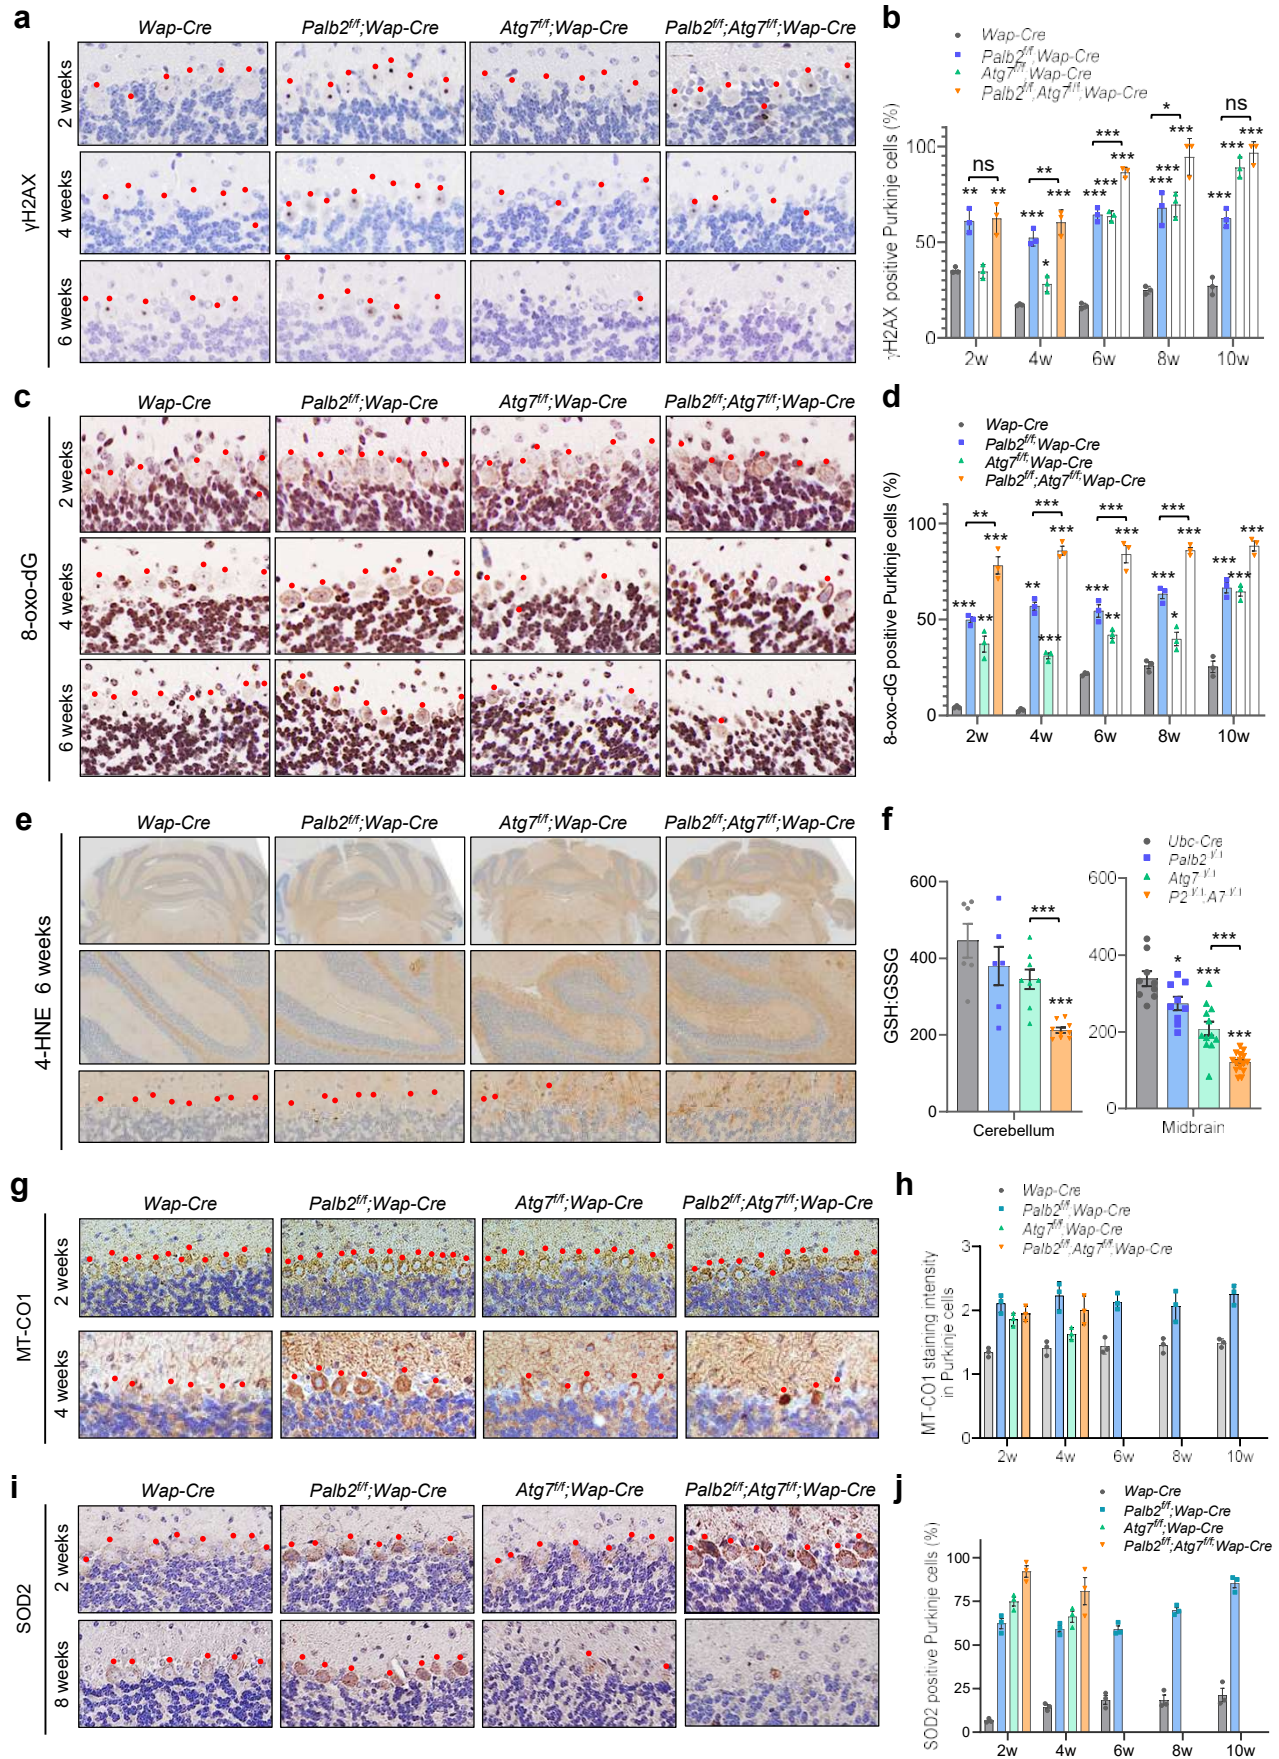 a
Wap-Cre
Palb2f/f;Wap-Cre
Atg7f/f;Wap-Cre
Palb2f/f;Atg7f/f;Wap-Cre
γH2AX
2 weeks
4 weeks
6 weeks
b
Wap-Cre
Palb2f/f;Wap-Cre
Atg7f/f;Wap-Cre
Palb2f/f;Atg7f/f;Wap-Cre
γH2AX positive Purkinje cells (%)
100
50
0
ns
** **
**
*** * ***
***
*** *** ***
*
*** *** ***
ns
*** *** ***
2w 4w 6w 8w 10w
c
Wap-Cre
Palb2f/f;Wap-Cre
Atg7f/f;Wap-Cre
Palb2f/f;Atg7f/f;Wap-Cre
8-oxo-dG
2 weeks
4 weeks
6 weeks
d
Wap-Cre
Palb2f/f;Wap-Cre
Atg7f/f;Wap-Cre
Palb2f/f;Atg7f/f;Wap-Cre
8-oxo-dG positive Purkinje cells (%)
100
50
0
**
*** ** ***
***
** *** ***
***
*** ** ***
***
*** * ***
*** *** ***
2w 4w 6w 8w 10w
e
Wap-Cre
Palb2f/f;Wap-Cre
Atg7f/f;Wap-Cre
Palb2f/f;Atg7f/f;Wap-Cre
4-HNE 6 weeks
f
Ubc-Cre
Palb2
Atg7
P2 ;A7
GSH:GSSG
600
400
200
0
***
***
Cerebellum
600
400
200
0
* *** ***
***
Midbrain
g
Wap-Cre
Palb2f/f;Wap-Cre
Atg7f/f;Wap-Cre
Palb2f/f;Atg7f/f;Wap-Cre
MT-CO1
2 weeks
4 weeks
h
Wap-Cre
Palb2f/f;Wap-Cre
Atg7f/f;Wap-Cre
Palb2f/f;Atg7f/f;Wap-Cre
MT-CO1 staining intensity
in Purkinje cells
3
2
1
0
2w 4w 6w 8w 10w
i
Wap-Cre
Palb2f/f;Wap-Cre
Atg7f/f;Wap-Cre
Palb2f/f;Atg7f/f;Wap-Cre
SOD2
2 weeks
8 weeks
j
Wap-Cre
Palb2f/f;Wap-Cre
Atg7f/f;Wap-Cre
Palb2f/f;Atg7f/f;Wap-Cre
SOD2 positive Purkinje cells (%)
100
75
50
25
0
2w 4w 6w 8w 10w